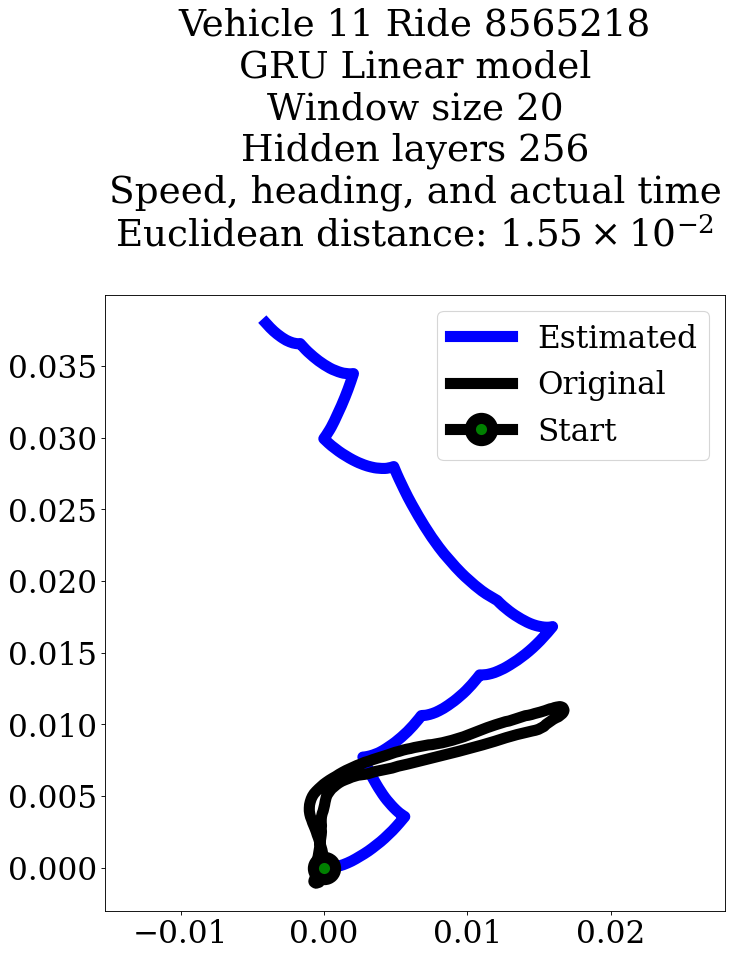 Vehicle 11 Ride 8565218
GRU Linear model
Window size 20
Hidden layers 256
Speed, heading, and actual time
Euclidean distance: 1.55 × 10⁻²
Estimated
Original
Start
0.035
0.030
0.025
0.020
0.015
0.010
0.005
0.000
−0.01 0.00 0.01 0.02